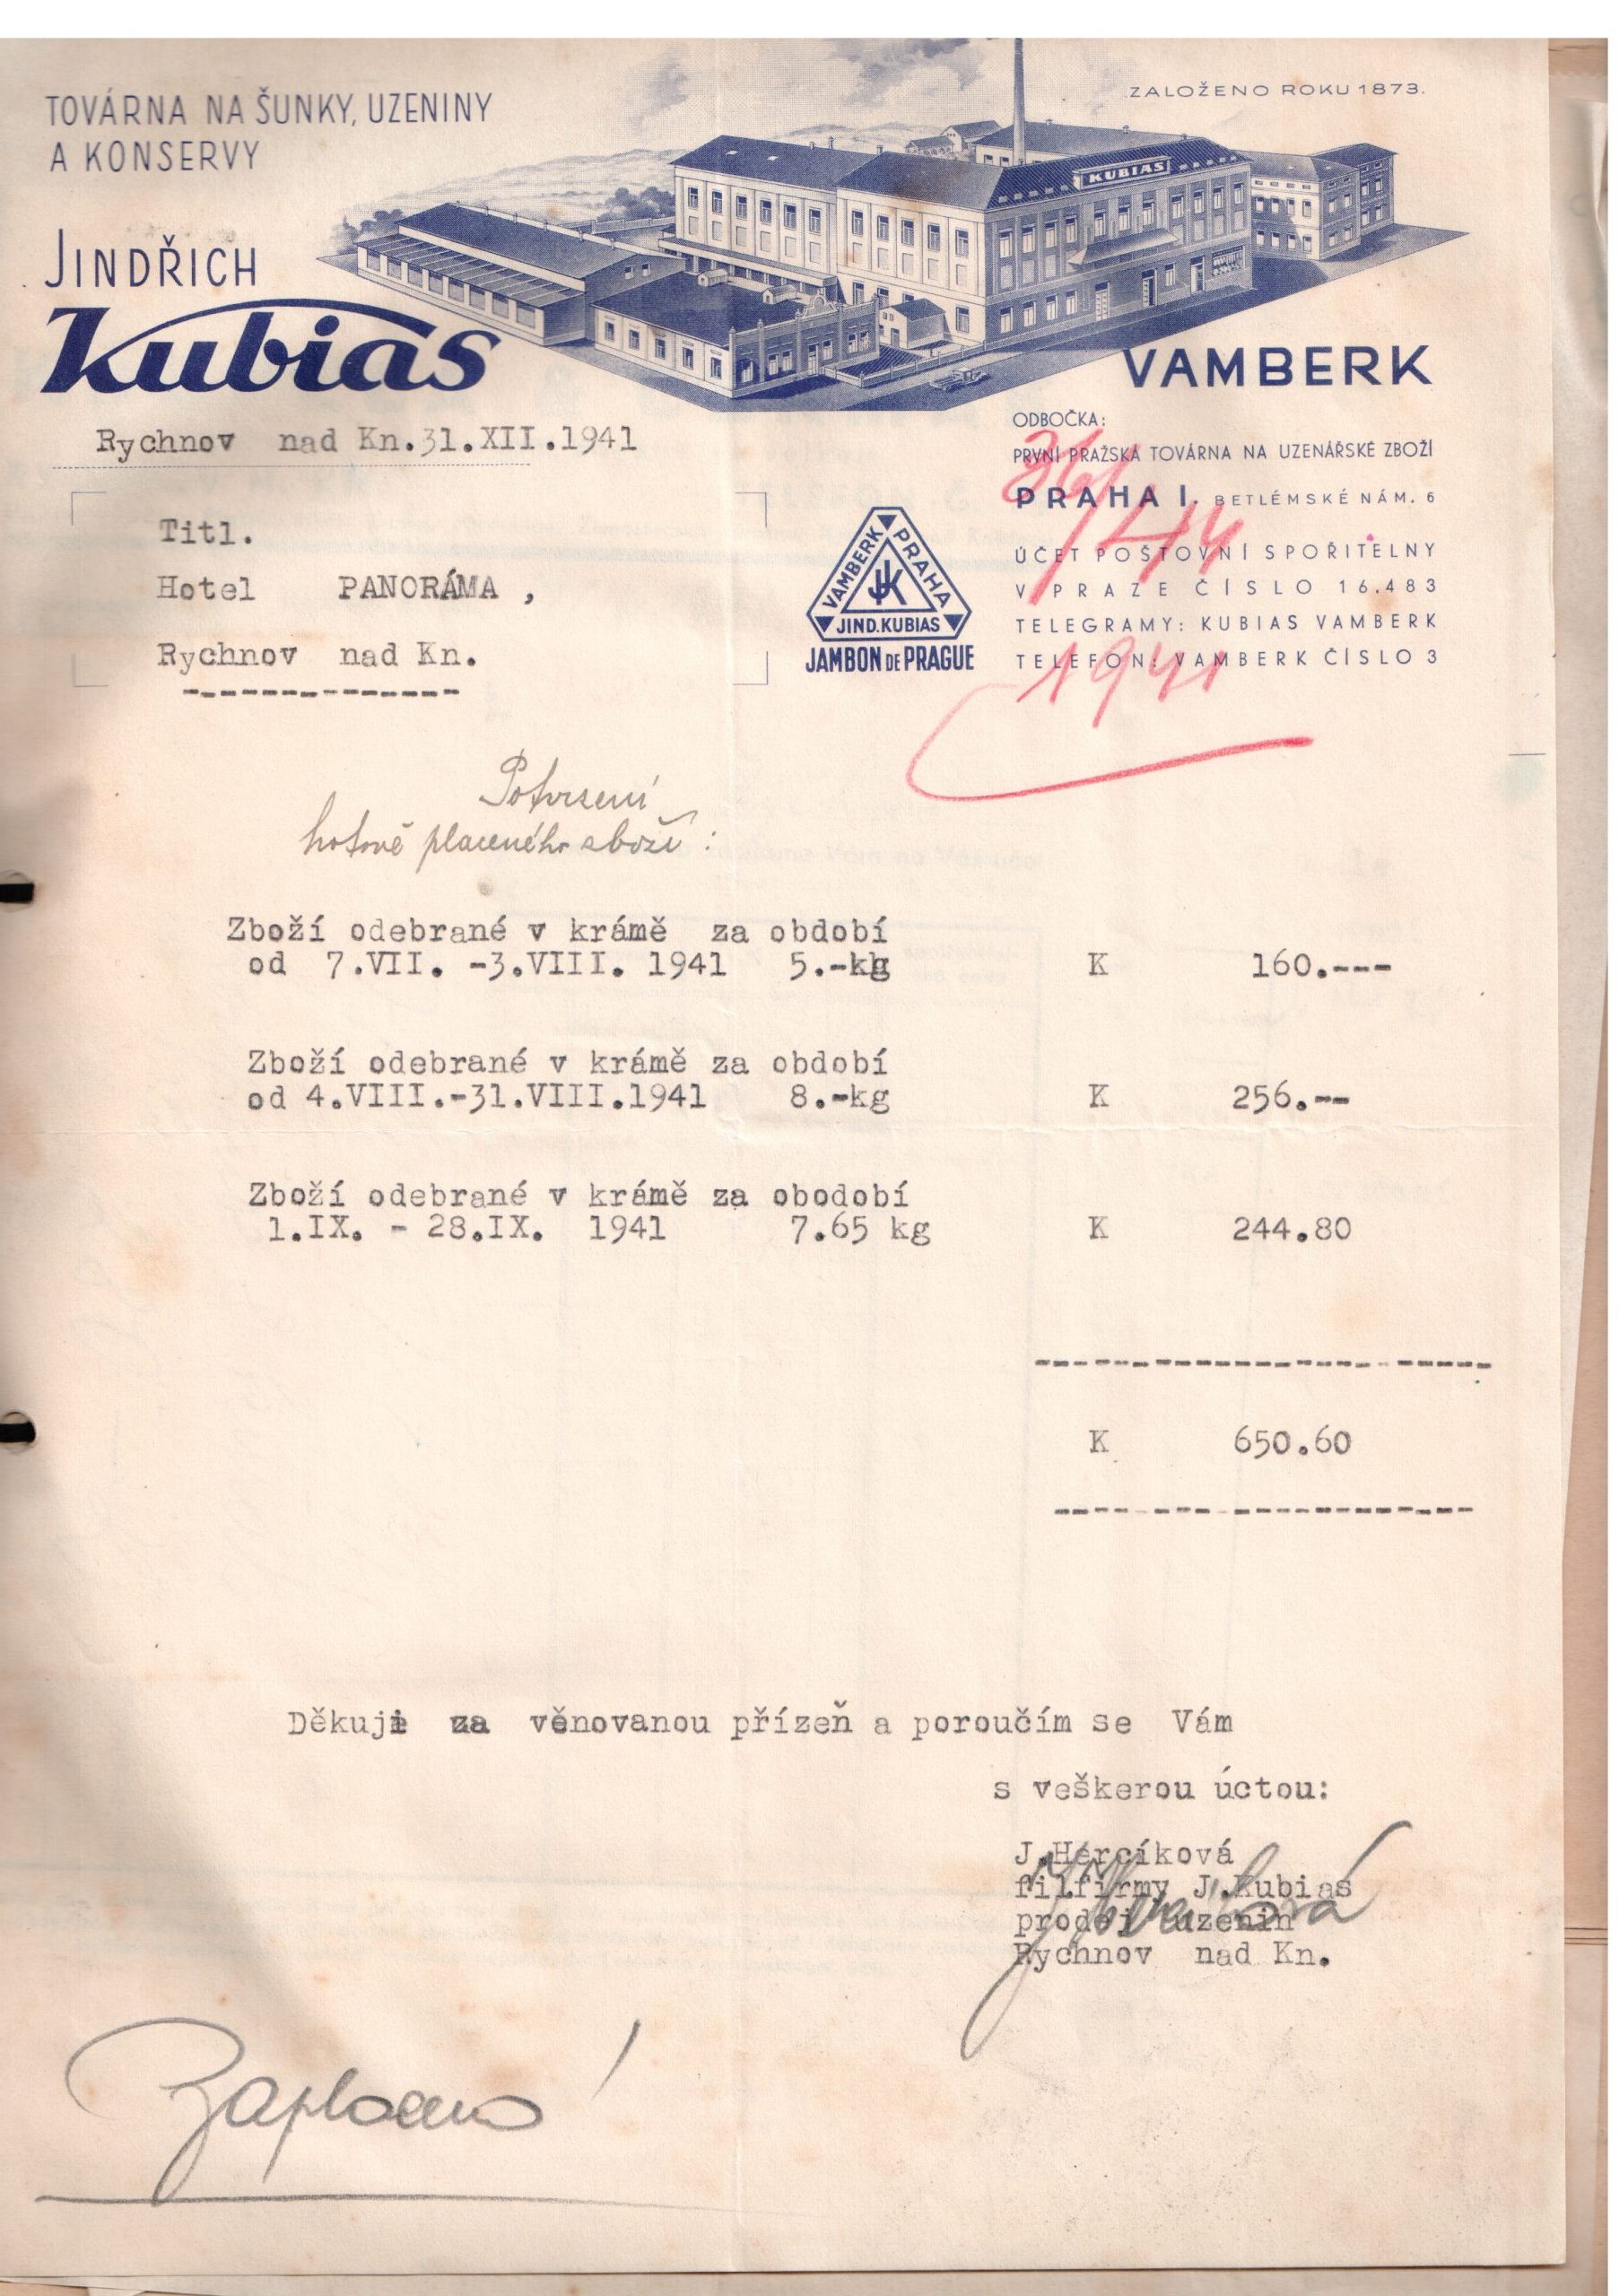 TOVÁRNA NA ŠUNKY, UZENINY
A KONSERVY
ZALOŽENO ROKU 1873.
KUBIAS
JINDŘICH
Kubias
VAMBERK
ODBOČKA:
PRVNÍ PRAŽSKÁ TOVÁRNA NA UZENÁŘSKÉ ZBOŽÍ
PRAHA I. BETLÉMSKÉ NÁM. 6
ÚČET POŠTOVNÍ SPOŘITELNY
V PRAZE ČÍSLO 16.483
TELEGRAMY: KUBIAS VAMBERK
TELEFON: VAMBERK ČÍSLO 3
1941
VAMBERK PRAHA
JK
JIND.KUBIAS
JAMBON DE PRAGUE
Rychnov nad Kn.31.XII.1941
Titl.
Hotel PANORÁMA ,
Rychnov nad Kn.
Potvrsení
hotově placeného sboží :
Zboží odebrané v krámě za období
od 7.VII. -3.VIII. 1941 5.-kg K 160.---
Zboží odebrané v krámě za období
od 4.VIII.-31.VIII.1941 8.-kg K 256.--
Zboží odebrané v krámě za obodobí
1.IX. - 28.IX. 1941 7.65 kg K 244.80
K 650.60
Děkuji za věnovanou přízeň a poroučím se Vám
s veškerou úctou:
J.Hercíková
filfirmy J.Kubias
prodej uzenin
Rychnov nad Kn.
Zaplaceno!